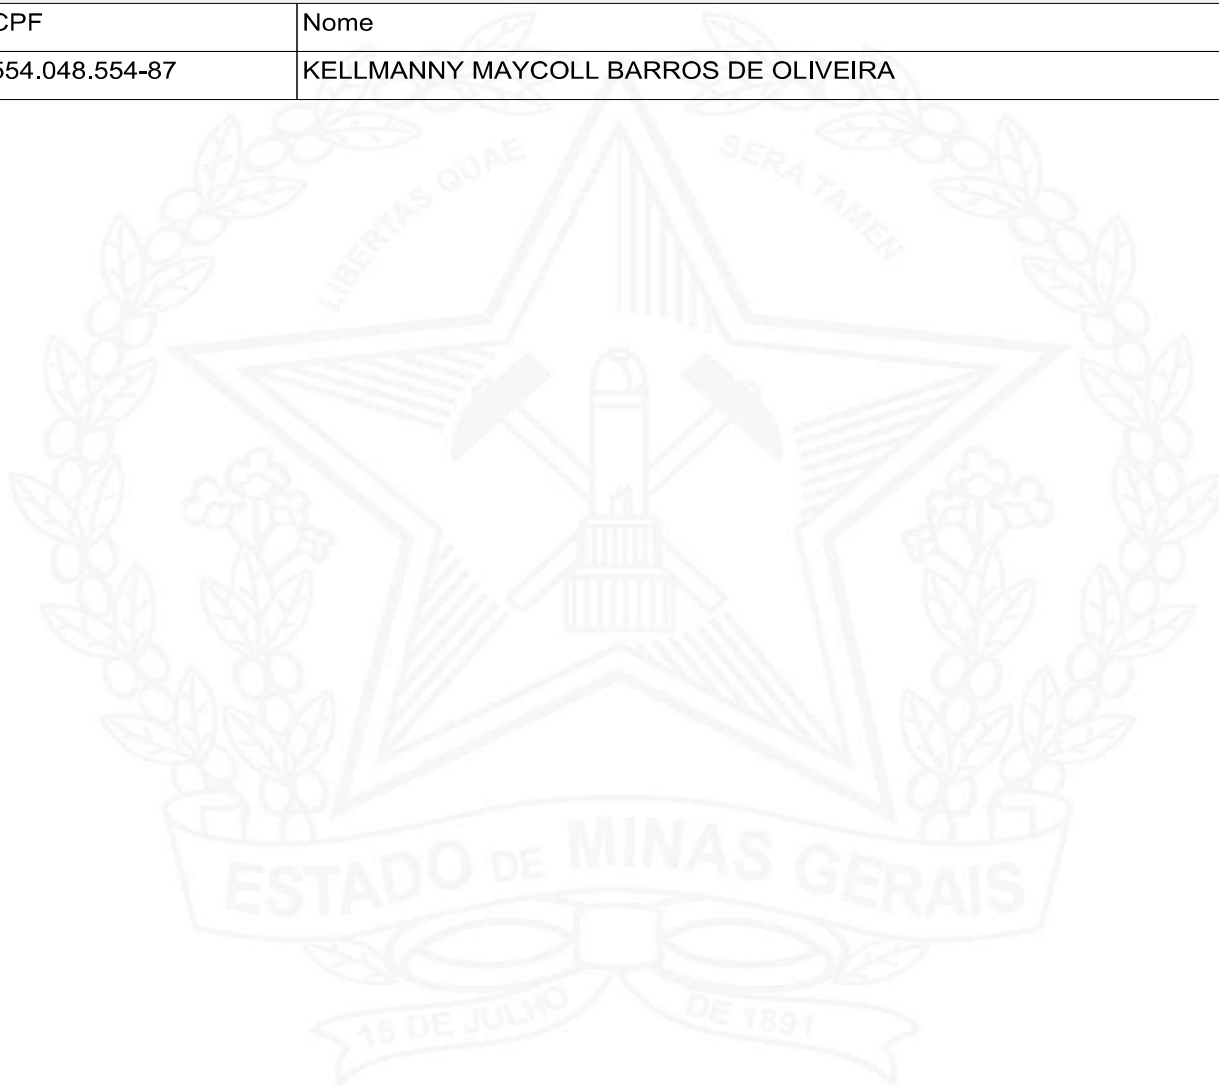 CPF Nome
554.048.554-87 KELLMANNY MAYCOLL BARROS DE OLIVEIRA
LIBERTAS QUAE SERA TAMEN
ESTADO DE MINAS GERAIS
15 DE JULHO DE 1891